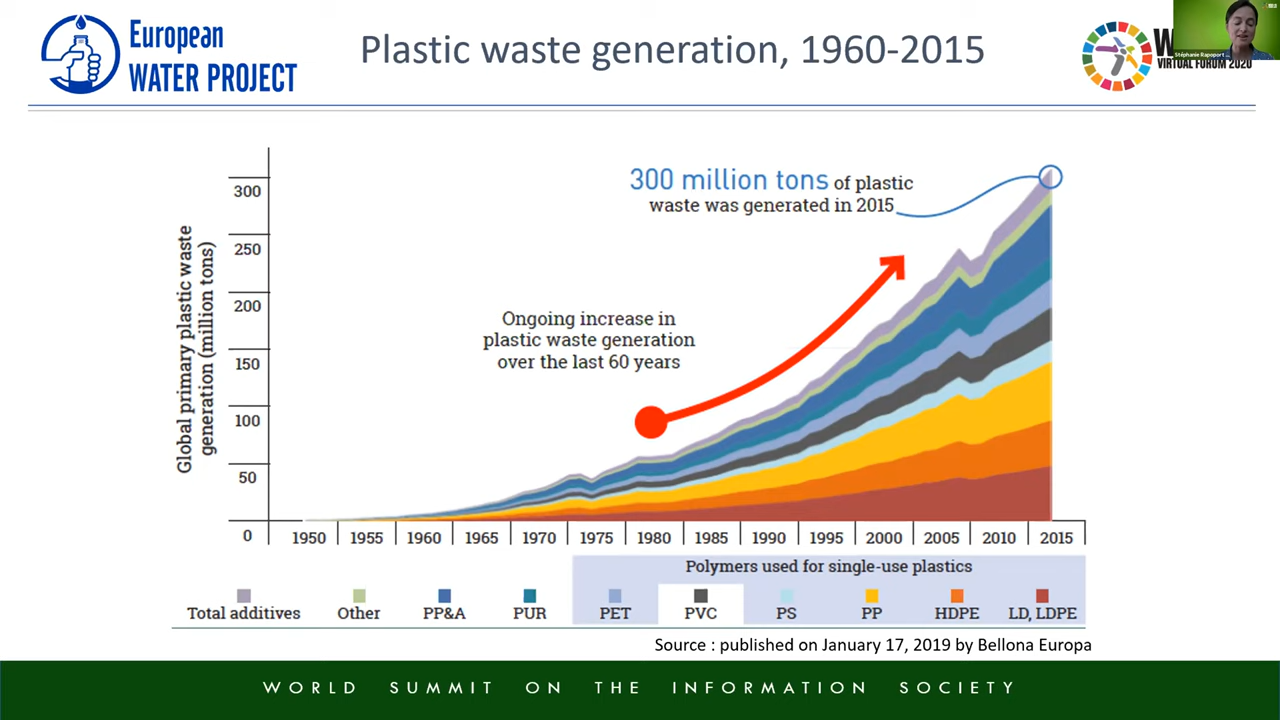 European
WATER PROJECT
Plastic waste generation, 1960-2015
Stéphanie Rapoport
VIRTUAL FORUM 2020
300 million tons of plastic
waste was generated in 2015
Ongoing increase in
plastic waste generation
over the last 60 years
Global primary plastic waste
generation (million tons)
300
250
200
150
100
50
0
1950 1955 1960 1965 1970 1975 1980 1985 1990 1995 2000 2005 2010 2015
Polymers used for single-use plastics
Total additives Other PP&A PUR PET PVC PS PP HDPE LD, LDPE
Source : published on January 17, 2019 by Bellona Europa
WORLD SUMMIT ON THE INFORMATION SOCIETY